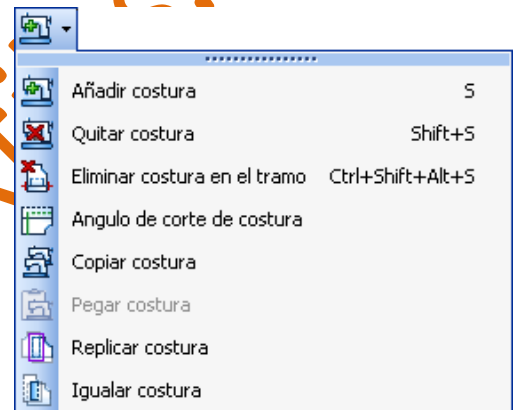 Añadir costura S
Quitar costura Shift+S
Eliminar costura en el tramo Ctrl+Shift+Alt+S
Angulo de corte de costura
Copiar costura
Pegar costura
Replicar costura
Igualar costura